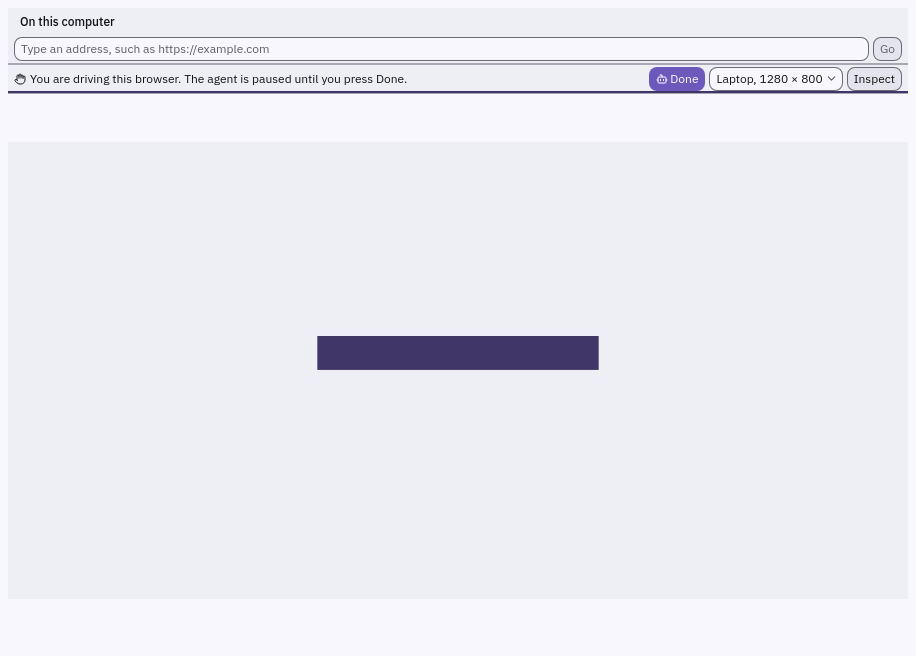 On this computer
Type an address, such as https://example.com
Go
You are driving this browser. The agent is paused until you press Done.
Done
Laptop, 1280 × 800
Inspect